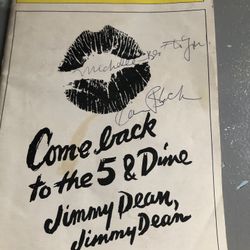 Come back
to the 5 & Dime
Jimmy Dean,
Jimmy Dean